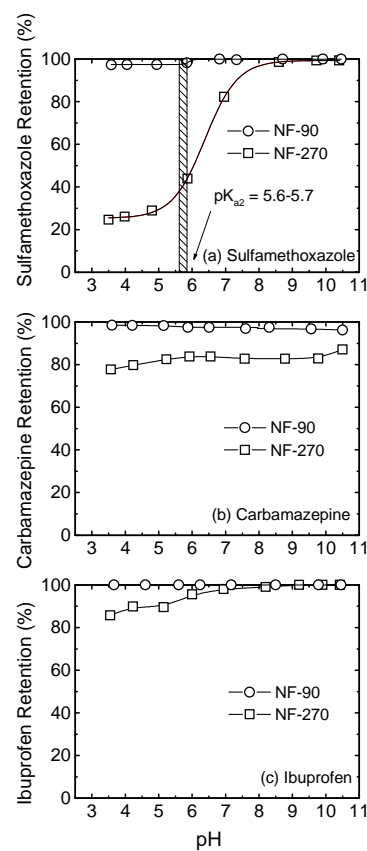 Sulfamethoxazole Retention (%)
100
80
60
40
20
0
NF-90
NF-270
pKa2 = 5.6-5.7
(a) Sulfamethoxazole
3 4 5 6 7 8 9 10 11
Carbamazepine Retention (%)
100
80
60
40
20
0
NF-90
NF-270
(b) Carbamazepine
3 4 5 6 7 8 9 10 11
Ibuprofen Retention (%)
100
80
60
40
20
0
NF-90
NF-270
(c) Ibuprofen
3 4 5 6 7 8 9 10 11
pH